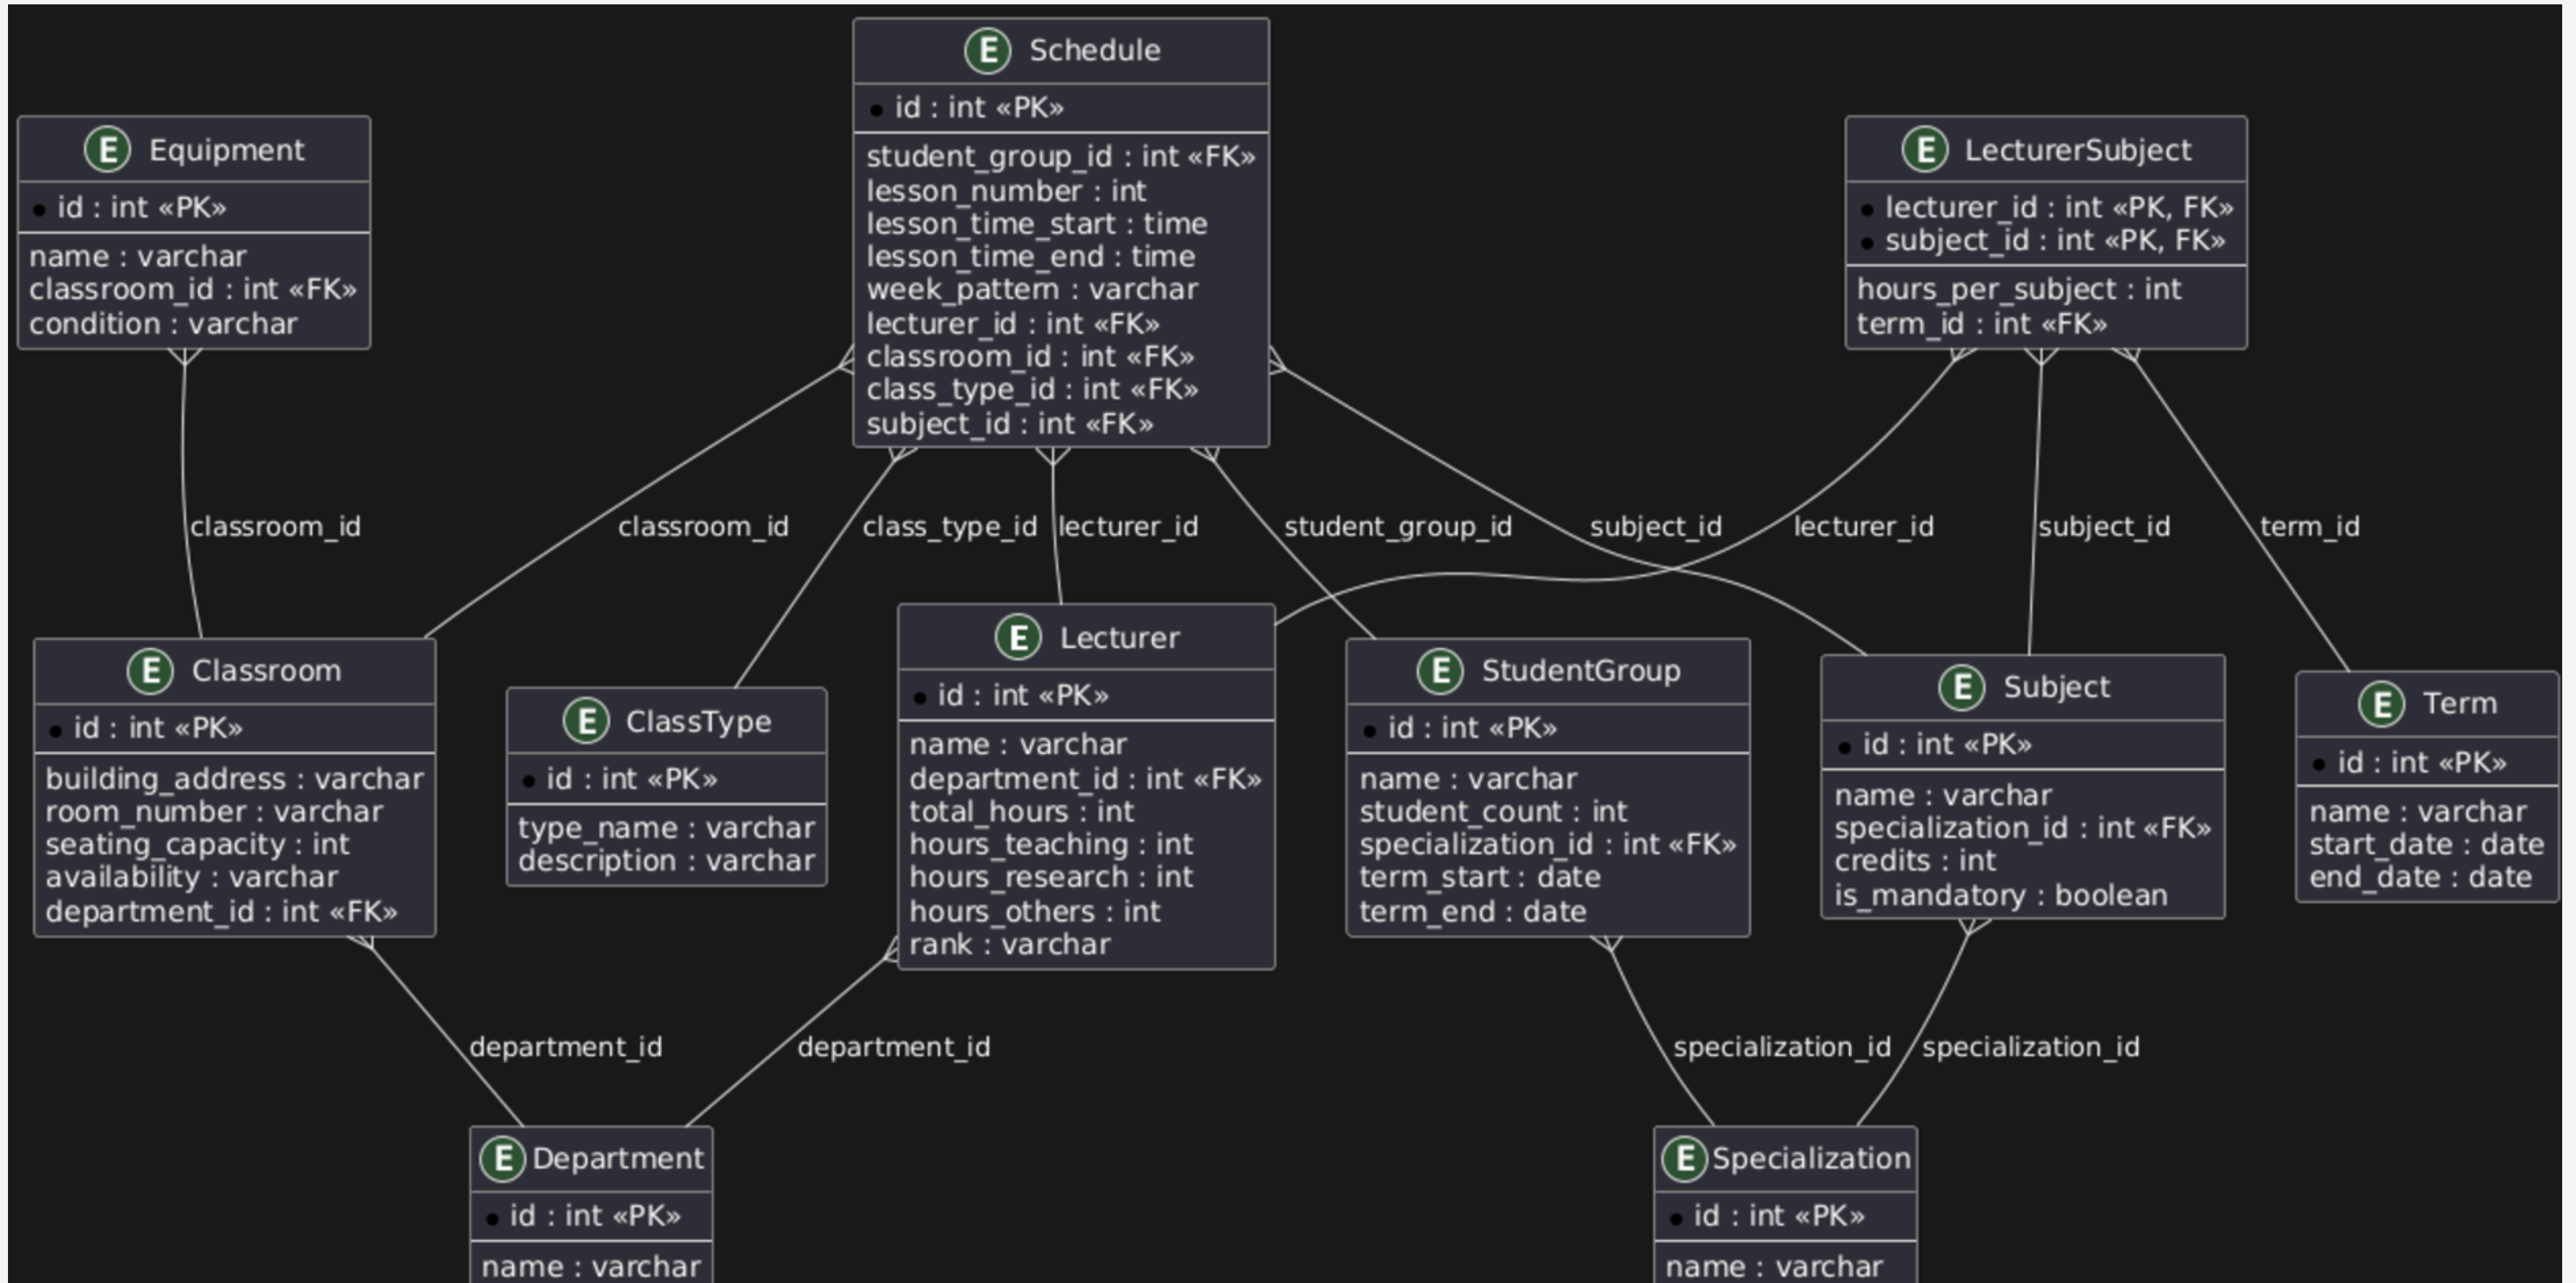 E Schedule
id : int «PK»
student_group_id : int «FK»
lesson_number : int
lesson_time_start : time
lesson_time_end : time
week_pattern : varchar
lecturer_id : int «FK»
classroom_id : int «FK»
class_type_id : int «FK»
subject_id : int «FK»
E Equipment
id : int «PK»
name : varchar
classroom_id : int «FK»
condition : varchar
E LecturerSubject
lecturer_id : int «PK, FK»
subject_id : int «PK, FK»
hours_per_subject : int
term_id : int «FK»
classroom_id
classroom_id
class_type_id
lecturer_id
student_group_id
subject_id
lecturer_id
subject_id
term_id
E Classroom
id : int «PK»
building_address : varchar
room_number : varchar
seating_capacity : int
availability : varchar
department_id : int «FK»
E ClassType
id : int «PK»
type_name : varchar
description : varchar
E Lecturer
id : int «PK»
name : varchar
department_id : int «FK»
total_hours : int
hours_teaching : int
hours_research : int
hours_others : int
rank : varchar
E StudentGroup
id : int «PK»
name : varchar
student_count : int
specialization_id : int «FK»
term_start : date
term_end : date
E Subject
id : int «PK»
name : varchar
specialization_id : int «FK»
credits : int
is_mandatory : boolean
E Term
id : int «PK»
name : varchar
start_date : date
end_date : date
department_id
department_id
specialization_id
specialization_id
E Department
id : int «PK»
name : varchar
E Specialization
id : int «PK»
name : varchar